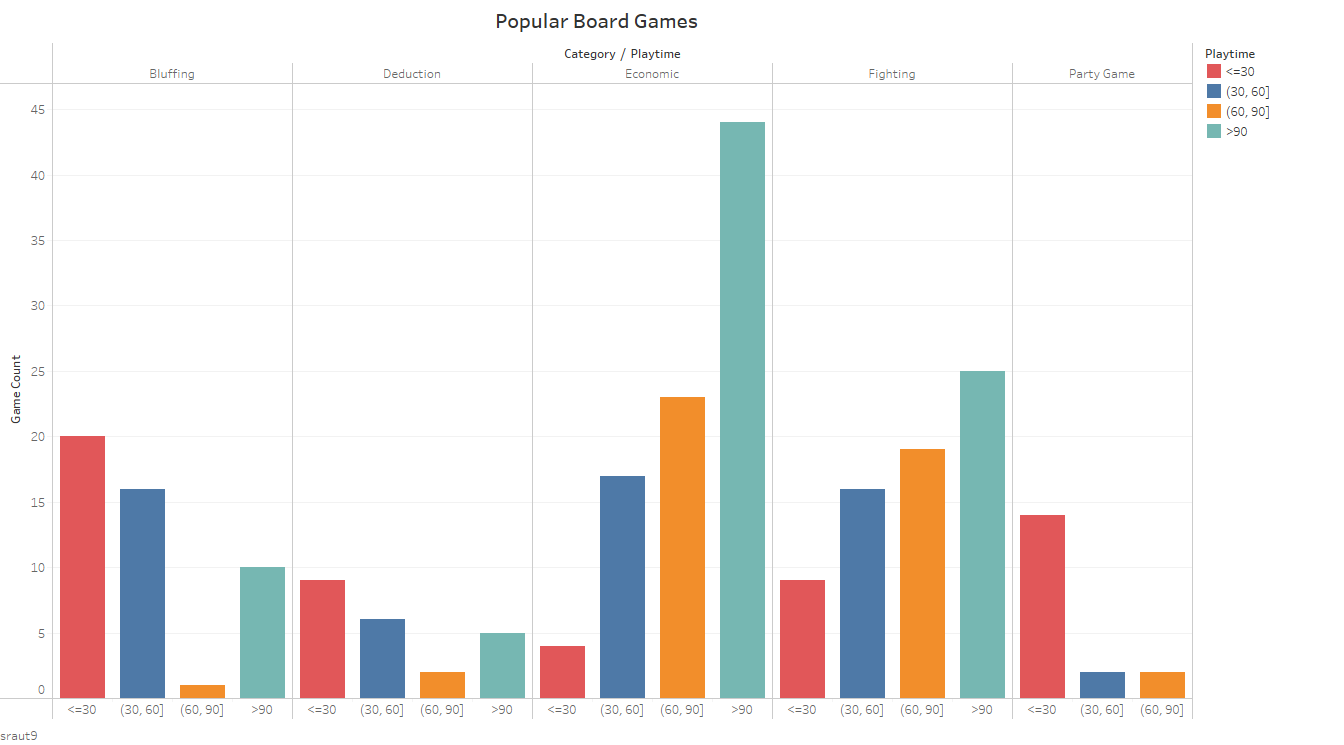 Popular Board Games
Category / Playtime
Bluffing Deduction Economic Fighting Party Game
Playtime
<=30
(30, 60]
(60, 90]
>90
Game Count
45
40
35
30
25
20
15
10
5
0
<=30 (30, 60] (60, 90] >90 <=30 (30, 60] (60, 90] >90 <=30 (30, 60] (60, 90] >90 <=30 (30, 60] (60, 90] >90 <=30 (30, 60] (60, 90]
sraut9